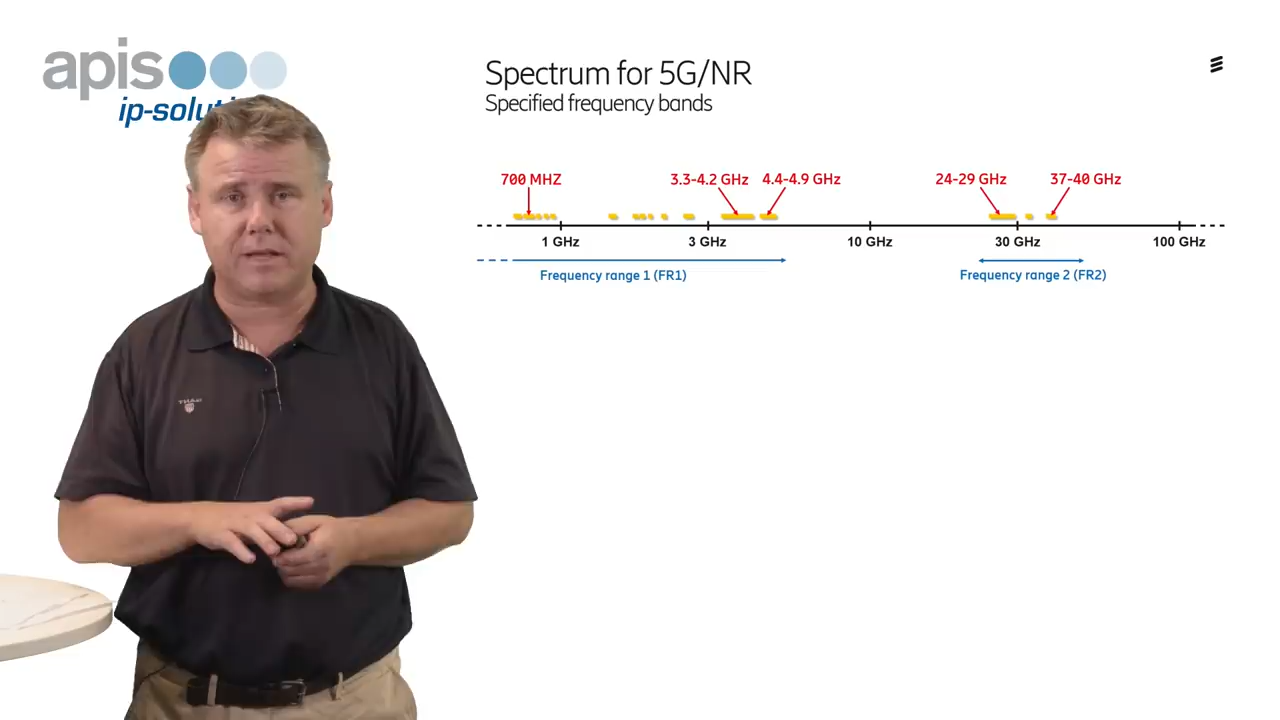 apis
ip-soluti
Spectrum for 5G/NR
Specified frequency bands
700 MHZ
3.3-4.2 GHz
4.4-4.9 GHz
24-29 GHz
37-40 GHz
1 GHz
3 GHz
10 GHz
30 GHz
100 GHz
Frequency range 1 (FR1)
Frequency range 2 (FR2)